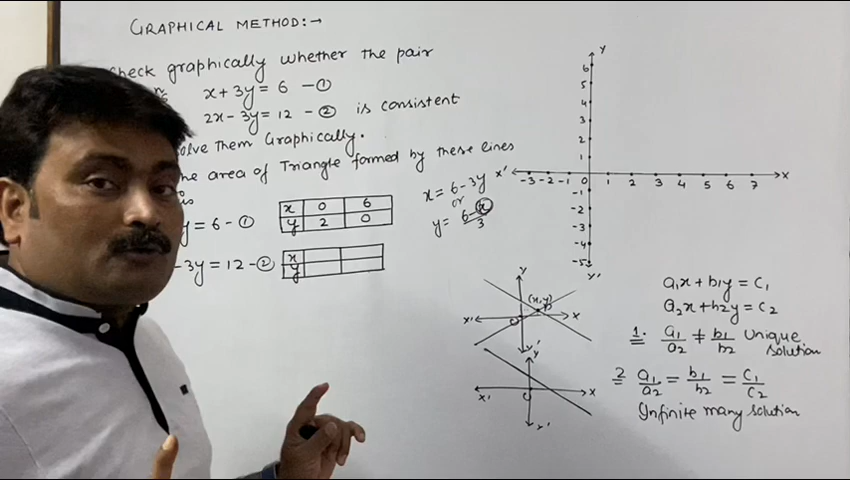 GRAPHICAL METHOD:→
Check graphically whether the pair
x + 3y = 6 - ①
2x - 3y = 12 - ② is consistent
solve them Graphically.
the area of Triangle formed by these lines
y = 6 - ①
x 0 6
y 2 0
- 3y = 12 - ②
x
y
x = 6 - 3y
or
y = 6-x/3
Y
6
5
4
3
2
1
X' -3 -2 -1 0 1 2 3 4 5 6 7 X
-1
-2
-3
-4
-5
Y'
Y
(x,y)
P
X' O X
Y'
Y
X' O X
Y'
a₁x + b₁y = c₁
a₂x + b₂y = c₂
1. a₁/a₂ ≠ b₁/b₂ Unique
solution
2 a₁/a₂ = b₁/b₂ = c₁/c₂
Infinite many solution